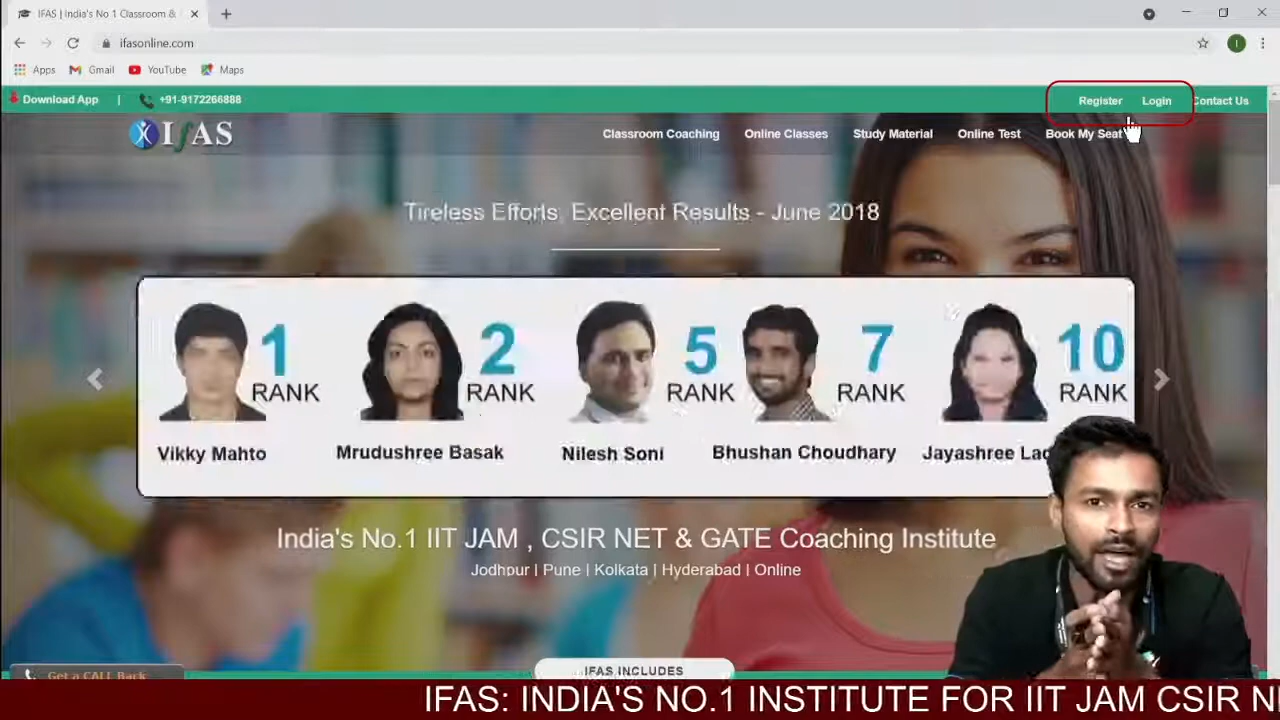 IFAS | India's No 1 Classroom &
ifasonline.com
Apps Gmail YouTube Maps
Download App | +91-9172266888 Register Login Contact Us
IfAS Classroom Coaching Online Classes Study Material Online Test Book My Seat
Tireless Efforts, Excellent Results - June 2018
1 RANK 2 RANK 5 RANK 7 RANK 10 RANK
Vikky Mahto Mrudushree Basak Nilesh Soni Bhushan Choudhary Jayashree
India's No.1 IIT JAM , CSIR NET & GATE Coaching Institute
Jodhpur | Pune | Kolkata | Hyderabad | Online
Get a CALL Back IFAS INCLUDES
IFAS: INDIA'S NO.1 INSTITUTE FOR IIT JAM CSIR